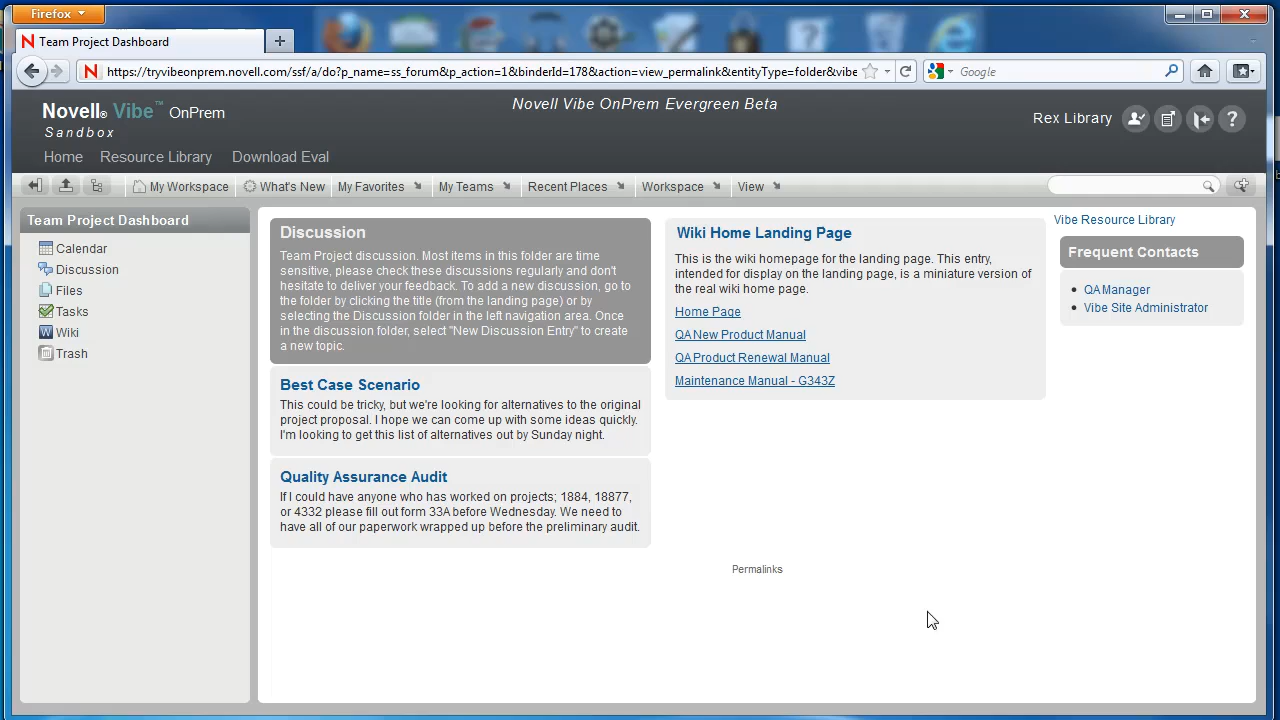 Firefox
Team Project Dashboard
https://tryvibeonprem.novell.com/ssf/a/do?p_name=ss_forum&p_action=1&binderId=178&action=view_permalink&entityType=folder&vibe
Google
Novell® Vibe™ OnPrem
Sandbox
Novell Vibe OnPrem Evergreen Beta
Rex Library
Home Resource Library Download Eval
My Workspace What's New My Favorites My Teams Recent Places Workspace View
Team Project Dashboard
Calendar
Discussion
Files
Tasks
Wiki
Trash
Discussion
Team Project discussion. Most items in this folder are time
sensitive, please check these discussions regularly and don't
hesitate to deliver your feedback. To add a new discussion, go to
the folder by clicking the title (from the landing page) or by
selecting the Discussion folder in the left navigation area. Once
in the discussion folder, select "New Discussion Entry" to create
a new topic.
Best Case Scenario
This could be tricky, but we're looking for alternatives to the original
project proposal. I hope we can come up with some ideas quickly.
I'm looking to get this list of alternatives out by Sunday night.
Quality Assurance Audit
If I could have anyone who has worked on projects; 1884, 18877,
or 4332 please fill out form 33A before Wednesday. We need to
have all of our paperwork wrapped up before the preliminary audit.
Wiki Home Landing Page
This is the wiki homepage for the landing page. This entry,
intended for display on the landing page, is a miniature version of
the real wiki home page.
Home Page
QA New Product Manual
QA Product Renewal Manual
Maintenance Manual - G343Z
Vibe Resource Library
Frequent Contacts
QA Manager
Vibe Site Administrator
Permalinks